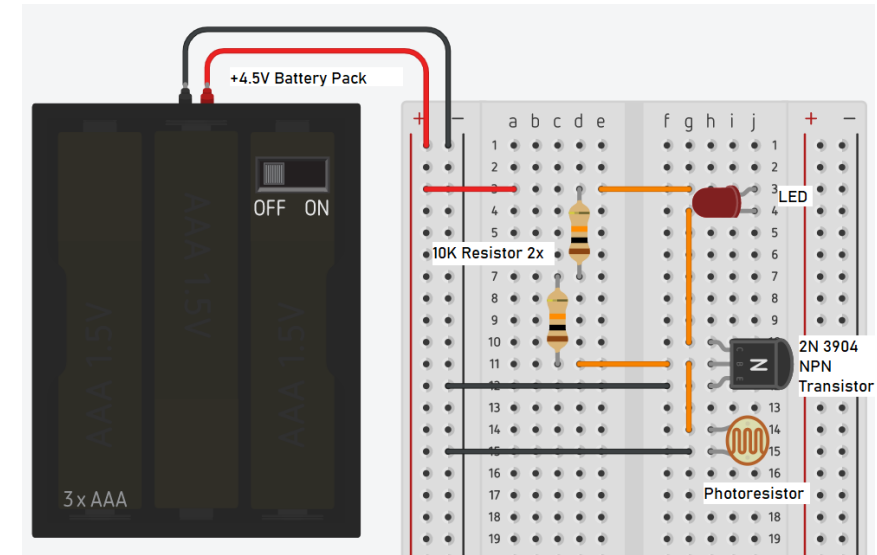 +4.5V Battery Pack
+ −
a b c d e
f g h i j
+ −
1 1
2 2
3 3
LED
4 4
OFF ON
5 5
10K Resistor 2x
6 6
7 7
8 8
9 9
10
2N 3904
NPN
Transistor
11
12
C
B
E
N
13 13
14 14
15 15
16 16
Photoresistor
17 17
18 18
19 19
AAA 1.5V
AAA 1.5V
AAA 1.5V
3 x AAA